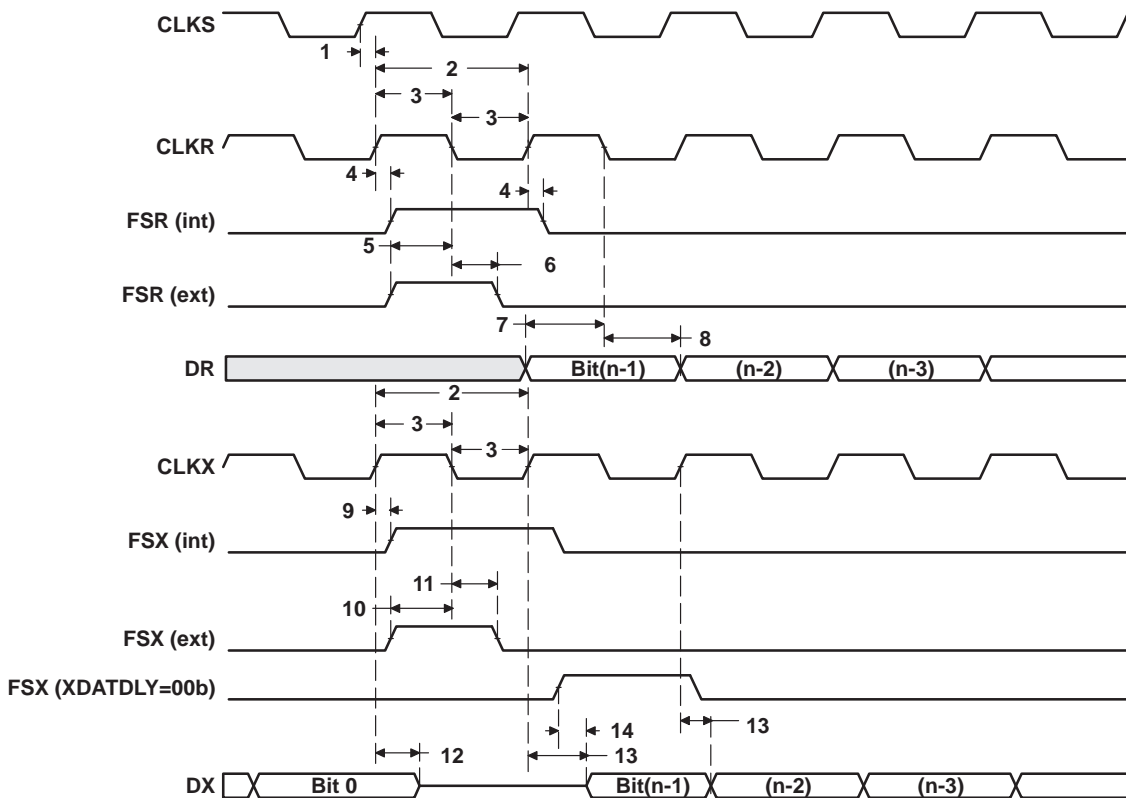 CLKS
1
2
3
3
CLKR
4
4
FSR (int)
5
6
FSR (ext)
7
8
DR
Bit(n-1)
(n-2)
(n-3)
2
3
3
CLKX
9
FSX (int)
11
10
FSX (ext)
FSX (XDATDLY=00b)
14
13
12
13
DX
Bit 0
Bit(n-1)
(n-2)
(n-3)